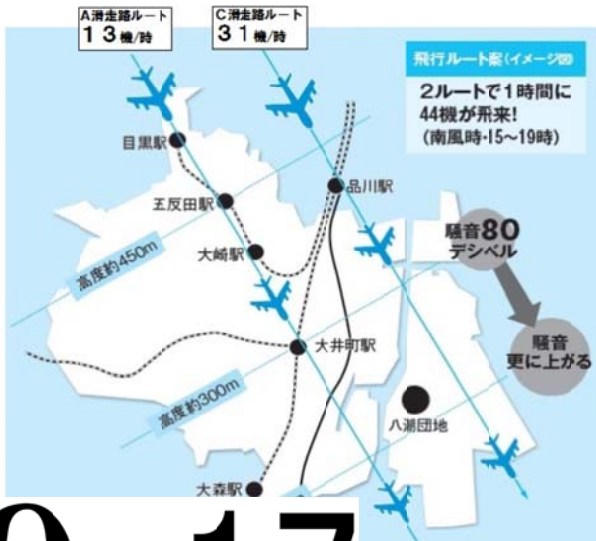 A滑走路ルート
13機/時
C滑走路ルート
31機/時
飛行ルート案(イメージ図)
2ルートで1時間に
44機が飛来!
(南風時・15～19時)
目黒駅
品川駅
五反田駅
騒音80
デシベル
大崎駅
高度約450m
大井町駅
騒音
更に上がる
高度約300m
八潮団地
大森駅
17